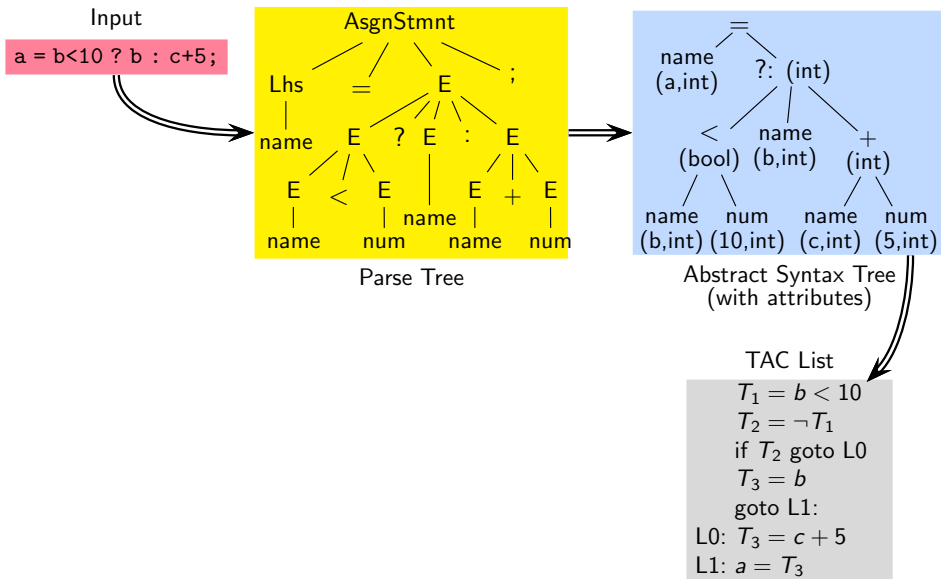 Input
a = b<10 ? b : c+5;
AsgnStmnt
Lhs = E ;
name E ? E : E
E < E name E + E
name num name num
Parse Tree
=
name ?: (int)
(a,int)
< name +
(bool) (b,int) (int)
name num name num
(b,int) (10,int) (c,int) (5,int)
Abstract Syntax Tree
(with attributes)
TAC List
T₁ = b < 10
T₂ = ¬T₁
if T₂ goto L0
T₃ = b
goto L1:
L0: T₃ = c + 5
L1: a = T₃